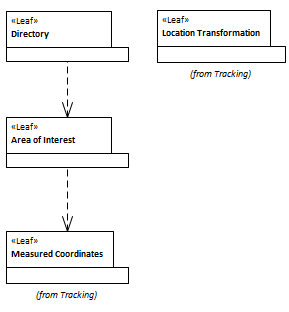 «Leaf»
Directory
«Leaf»
Location Transformation
(from Tracking)
«Leaf»
Area of Interest
«Leaf»
Measured Coordinates
(from Tracking)